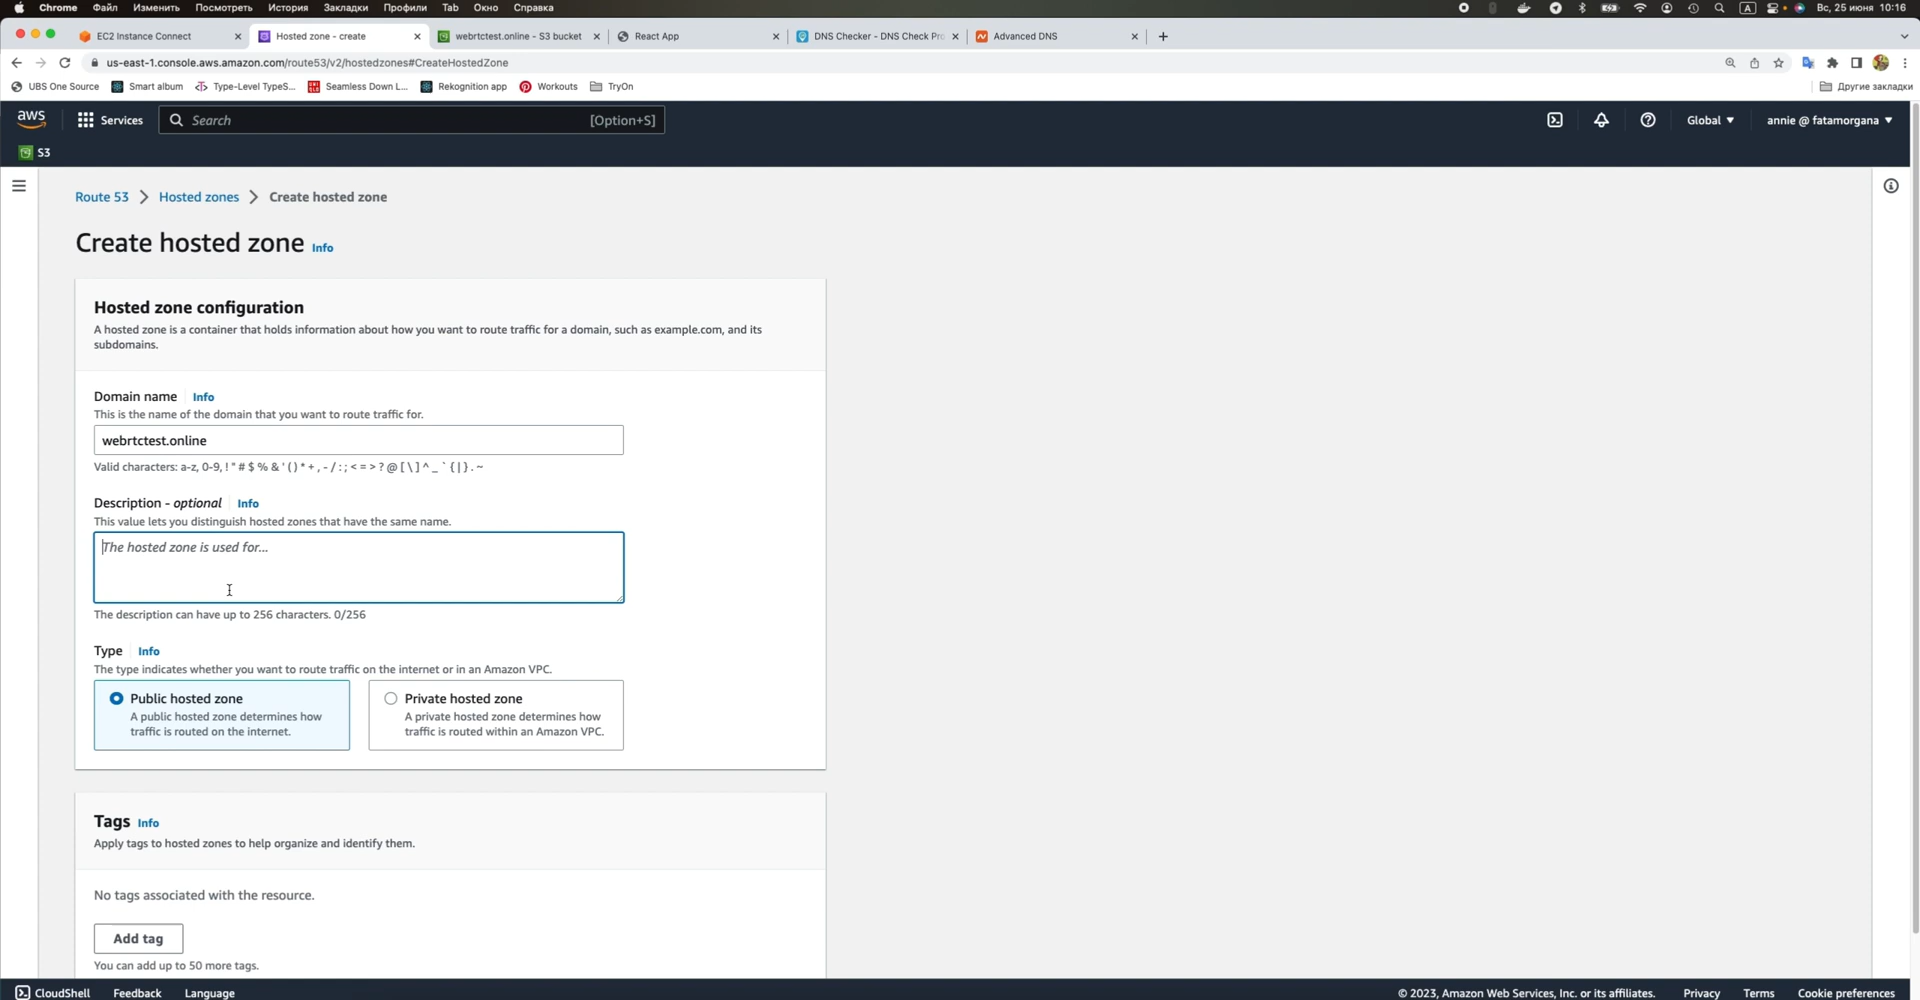 Chrome Файл Изменить Посмотреть История Закладки Профили Tab Окно Справка A Вс, 25 июня 10:16
EC2 Instance Connect Hosted zone - create webrtctest.online - S3 bucket React App DNS Checker - DNS Check Pro Advanced DNS
us-east-1.console.aws.amazon.com/route53/v2/hostedzones#CreateHostedZone
UBS One Source Smart album Type-Level TypeS... Seamless Down L... Rekognition app Workouts TryOn Другие закладки
aws Services Search [Option+S] Global annie @ fatamorgana
S3
Route 53 Hosted zones Create hosted zone
Create hosted zone Info
Hosted zone configuration
A hosted zone is a container that holds information about how you want to route traffic for a domain, such as example.com, and its
subdomains.
Domain name Info
This is the name of the domain that you want to route traffic for.
webrtctest.online
Valid characters: a-z, 0-9, ! " # $ % & ' ( ) * + , - / : ; < = > ? @ [ \ ] ^ _ ` { | } . ~
Description - optional Info
This value lets you distinguish hosted zones that have the same name.
The hosted zone is used for...
The description can have up to 256 characters. 0/256
Type Info
The type indicates whether you want to route traffic on the internet or in an Amazon VPC.
Public hosted zone
A public hosted zone determines how
traffic is routed on the internet.
Private hosted zone
A private hosted zone determines how
traffic is routed within an Amazon VPC.
Tags Info
Apply tags to hosted zones to help organize and identify them.
No tags associated with the resource.
Add tag
You can add up to 50 more tags.
CloudShell Feedback Language © 2023, Amazon Web Services, Inc. or its affiliates. Privacy Terms Cookie preferences